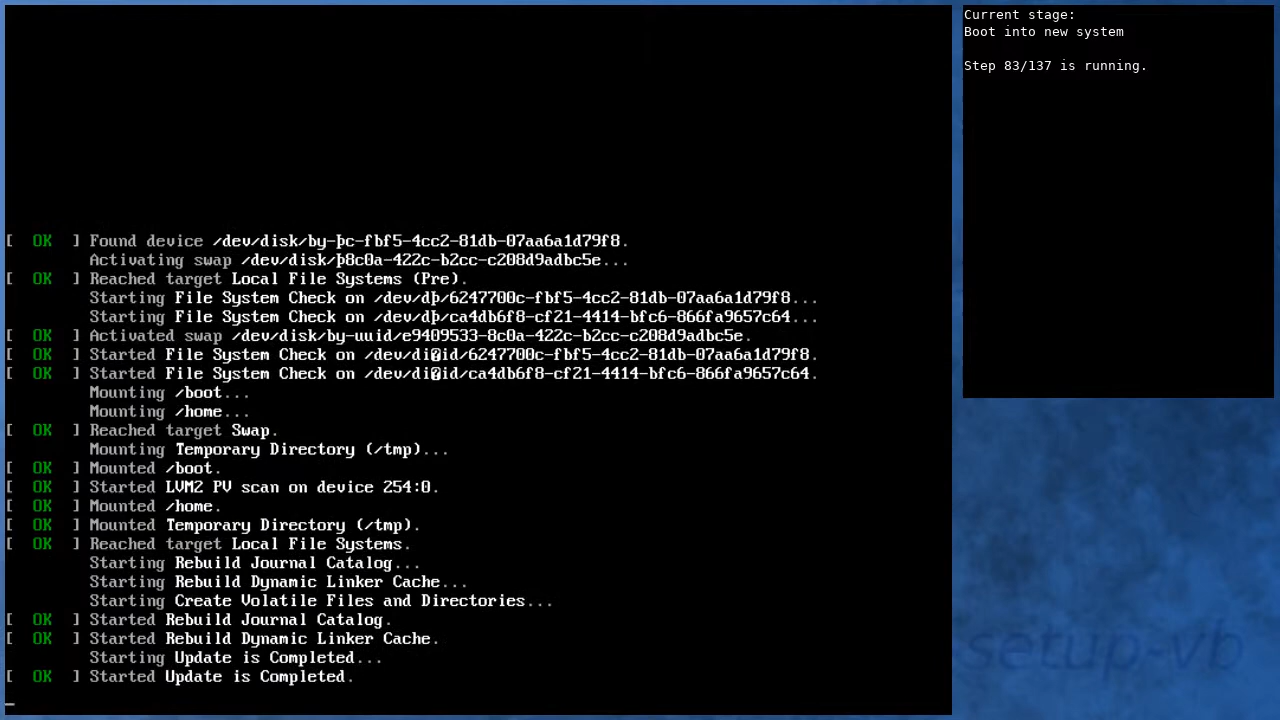 Current stage:
Boot into new system
Step 83/137 is running.
[  OK  ] Found device /dev/disk/by-þc-fbf5-4cc2-81db-07aa6a1d79f8.
Activating swap /dev/disk/þ8c0a-422c-b2cc-c208d9adbc5e...
[  OK  ] Reached target Local File Systems (Pre).
Starting File System Check on /dev/dþ/6247700c-fbf5-4cc2-81db-07aa6a1d79f8...
Starting File System Check on /dev/dþ/ca4db6f8-cf21-4414-bfc6-866fa9657c64...
[  OK  ] Activated swap /dev/disk/by-uuid/e9409533-8c0a-422c-b2cc-c208d9adbc5e.
[  OK  ] Started File System Check on /dev/di�id/6247700c-fbf5-4cc2-81db-07aa6a1d79f8.
[  OK  ] Started File System Check on /dev/di�id/ca4db6f8-cf21-4414-bfc6-866fa9657c64.
Mounting /boot...
Mounting /home...
[  OK  ] Reached target Swap.
Mounting Temporary Directory (/tmp)...
[  OK  ] Mounted /boot.
[  OK  ] Started LVM2 PV scan on device 254:0.
[  OK  ] Mounted /home.
[  OK  ] Mounted Temporary Directory (/tmp).
[  OK  ] Reached target Local File Systems.
Starting Rebuild Journal Catalog...
Starting Rebuild Dynamic Linker Cache...
Starting Create Volatile Files and Directories...
[  OK  ] Started Rebuild Journal Catalog.
[  OK  ] Started Rebuild Dynamic Linker Cache.
Starting Update is Completed...
[  OK  ] Started Update is Completed.
setup-vb